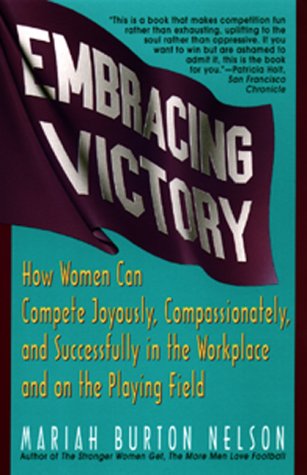 "This is a book that makes competition fun
rather than exhausting, uplifting to the
soul rather than oppressive. If you
want to win but are ashamed to
admit it, this is the book
for you."—Patricia Holt,
San Francisco
Chronicle
EMBRACING
VICTORY
How Women Can
Compete Joyously, Compassionately,
and Successfully in the Workplace
and on the Playing Field
MARIAH BURTON NELSON
Author of The Stronger Women Get, The More Men Love Football